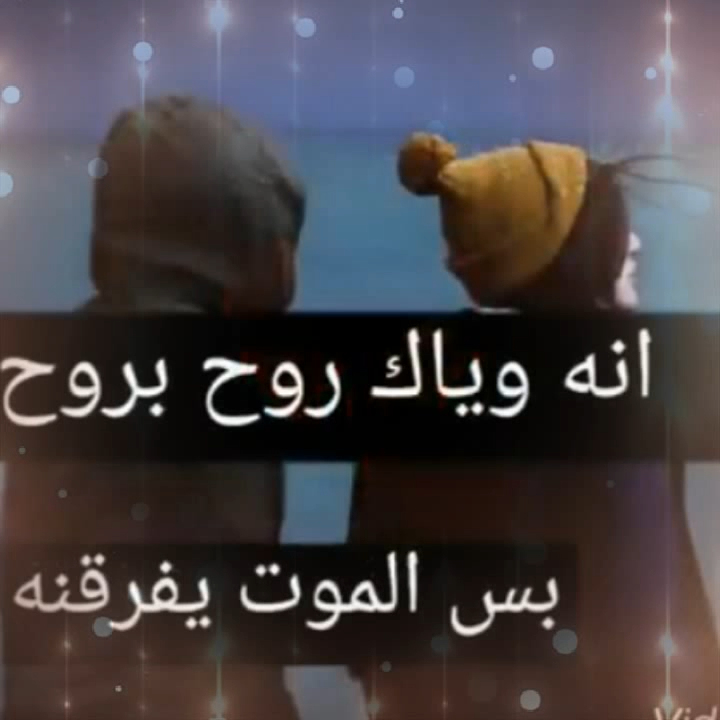 انه وياك روح بروح
بس الموت يفرقنه